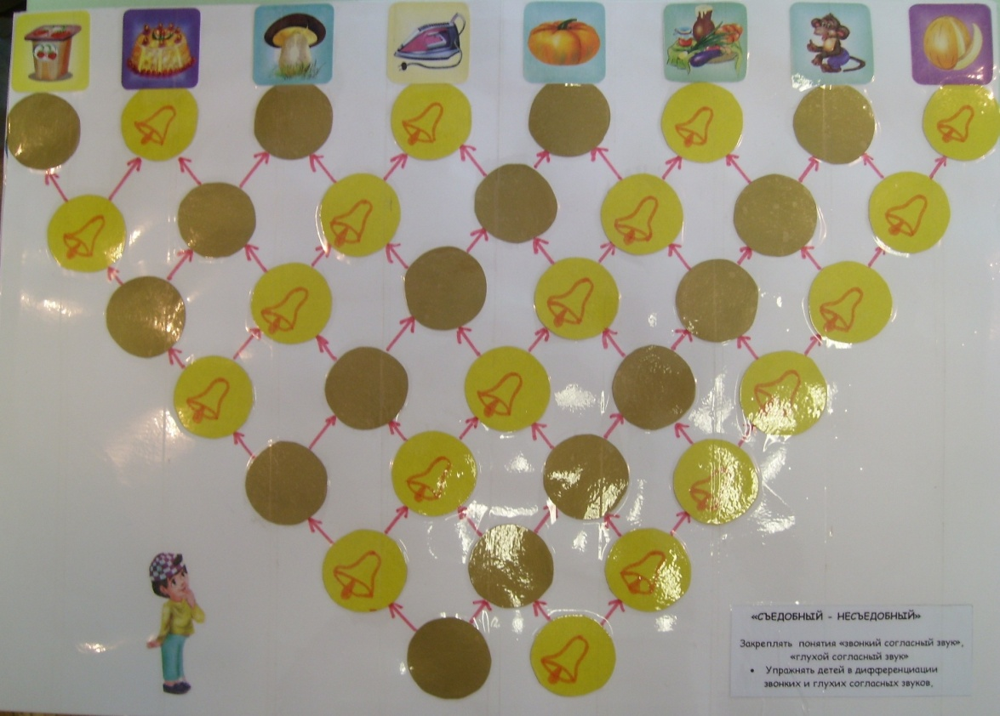 «СЪЕДОБНЫЙ - НЕСЪЕДОБНЫЙ»
Закреплять понятия «звонкий согласный звук»,
«глухой согласный звук»
• Упражнять детей в дифференциации
звонких и глухих согласных звуков,